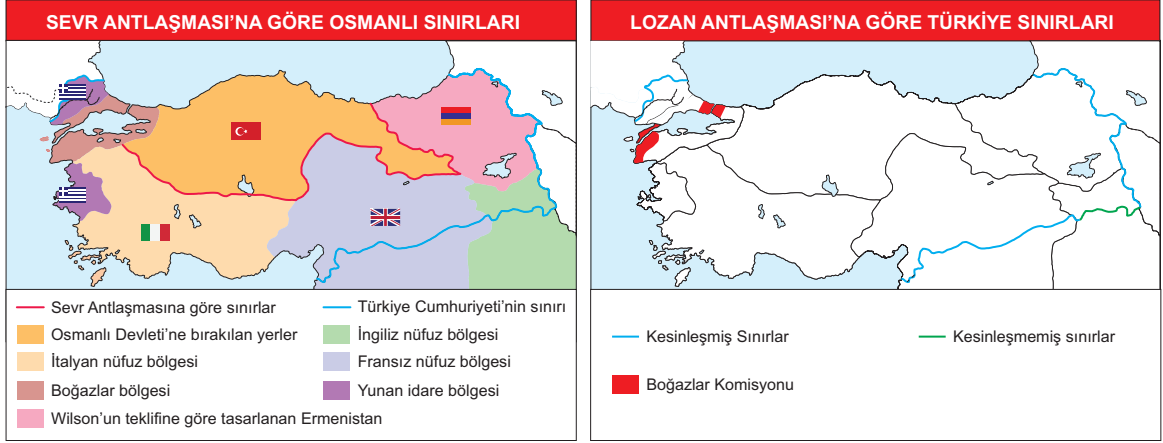 SEVR ANTLAŞMASI’NA GÖRE OSMANLI SINIRLARI
Sevr Antlaşmasına göre sınırlar
Türkiye Cumhuriyeti’nin sınırı
Osmanlı Devleti’ne bırakılan yerler
İngiliz nüfuz bölgesi
İtalyan nüfuz bölgesi
Fransız nüfuz bölgesi
Boğazlar bölgesi
Yunan idare bölgesi
Wilson’un teklifine göre tasarlanan Ermenistan
LOZAN ANTLAŞMASI’NA GÖRE TÜRKİYE SINIRLARI
Kesinleşmiş Sınırlar
Kesinleşmemiş sınırlar
Boğazlar Komisyonu